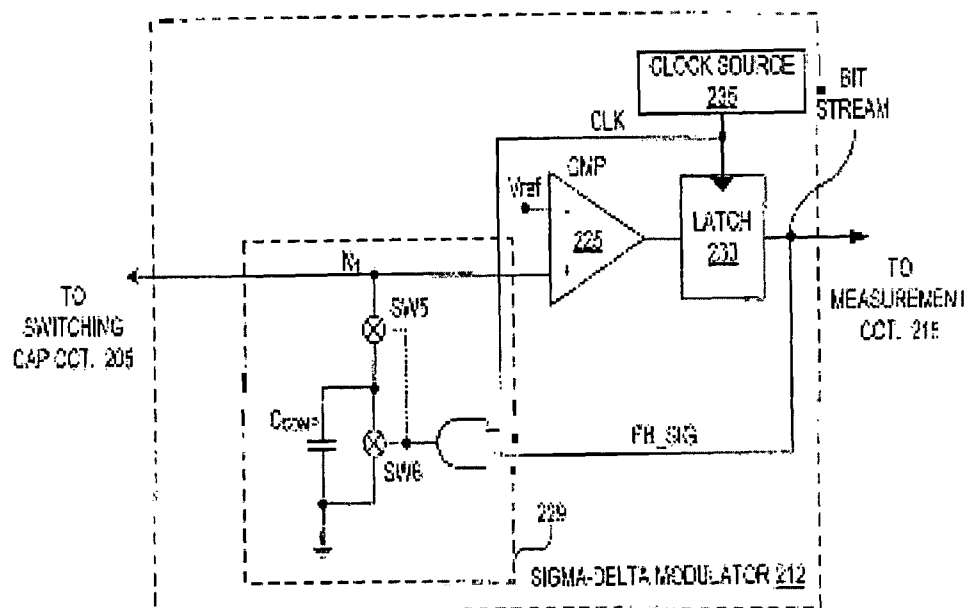 CLOCK SOURCE
235
BIT
STREAM
CLK
CMP
Vref
-
225
+
LATCH
230
N1
TO
SWITCHING
CAP CCT. 205
TO
MEASUREMENT
CCT. 215
SW5
CCOMP
SW6
FB_SIG
229
SIGMA-DELTA MODULATOR 212